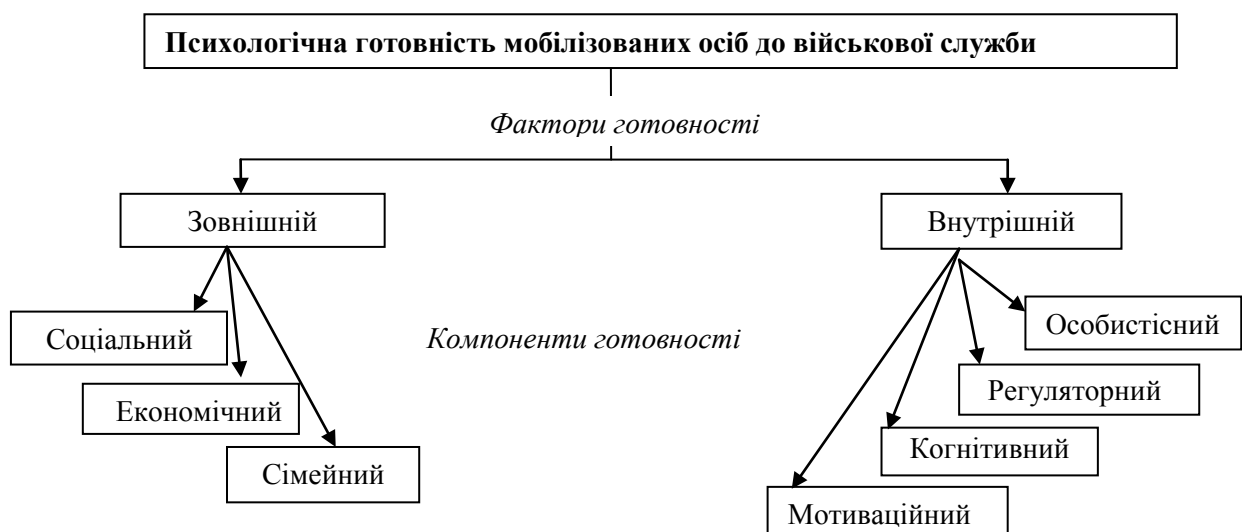 Психологічна готовність мобілізованих осіб до військової служби
Фактори готовності
Зовнішній
Внутрішній
Соціальний
Економічний
Сімейний
Компоненти готовності
Особистісний
Регуляторний
Когнітивний
Мотиваційний